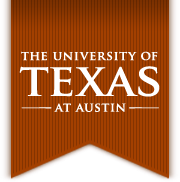 THE UNIVERSITY OF
TEXAS
AT AUSTIN